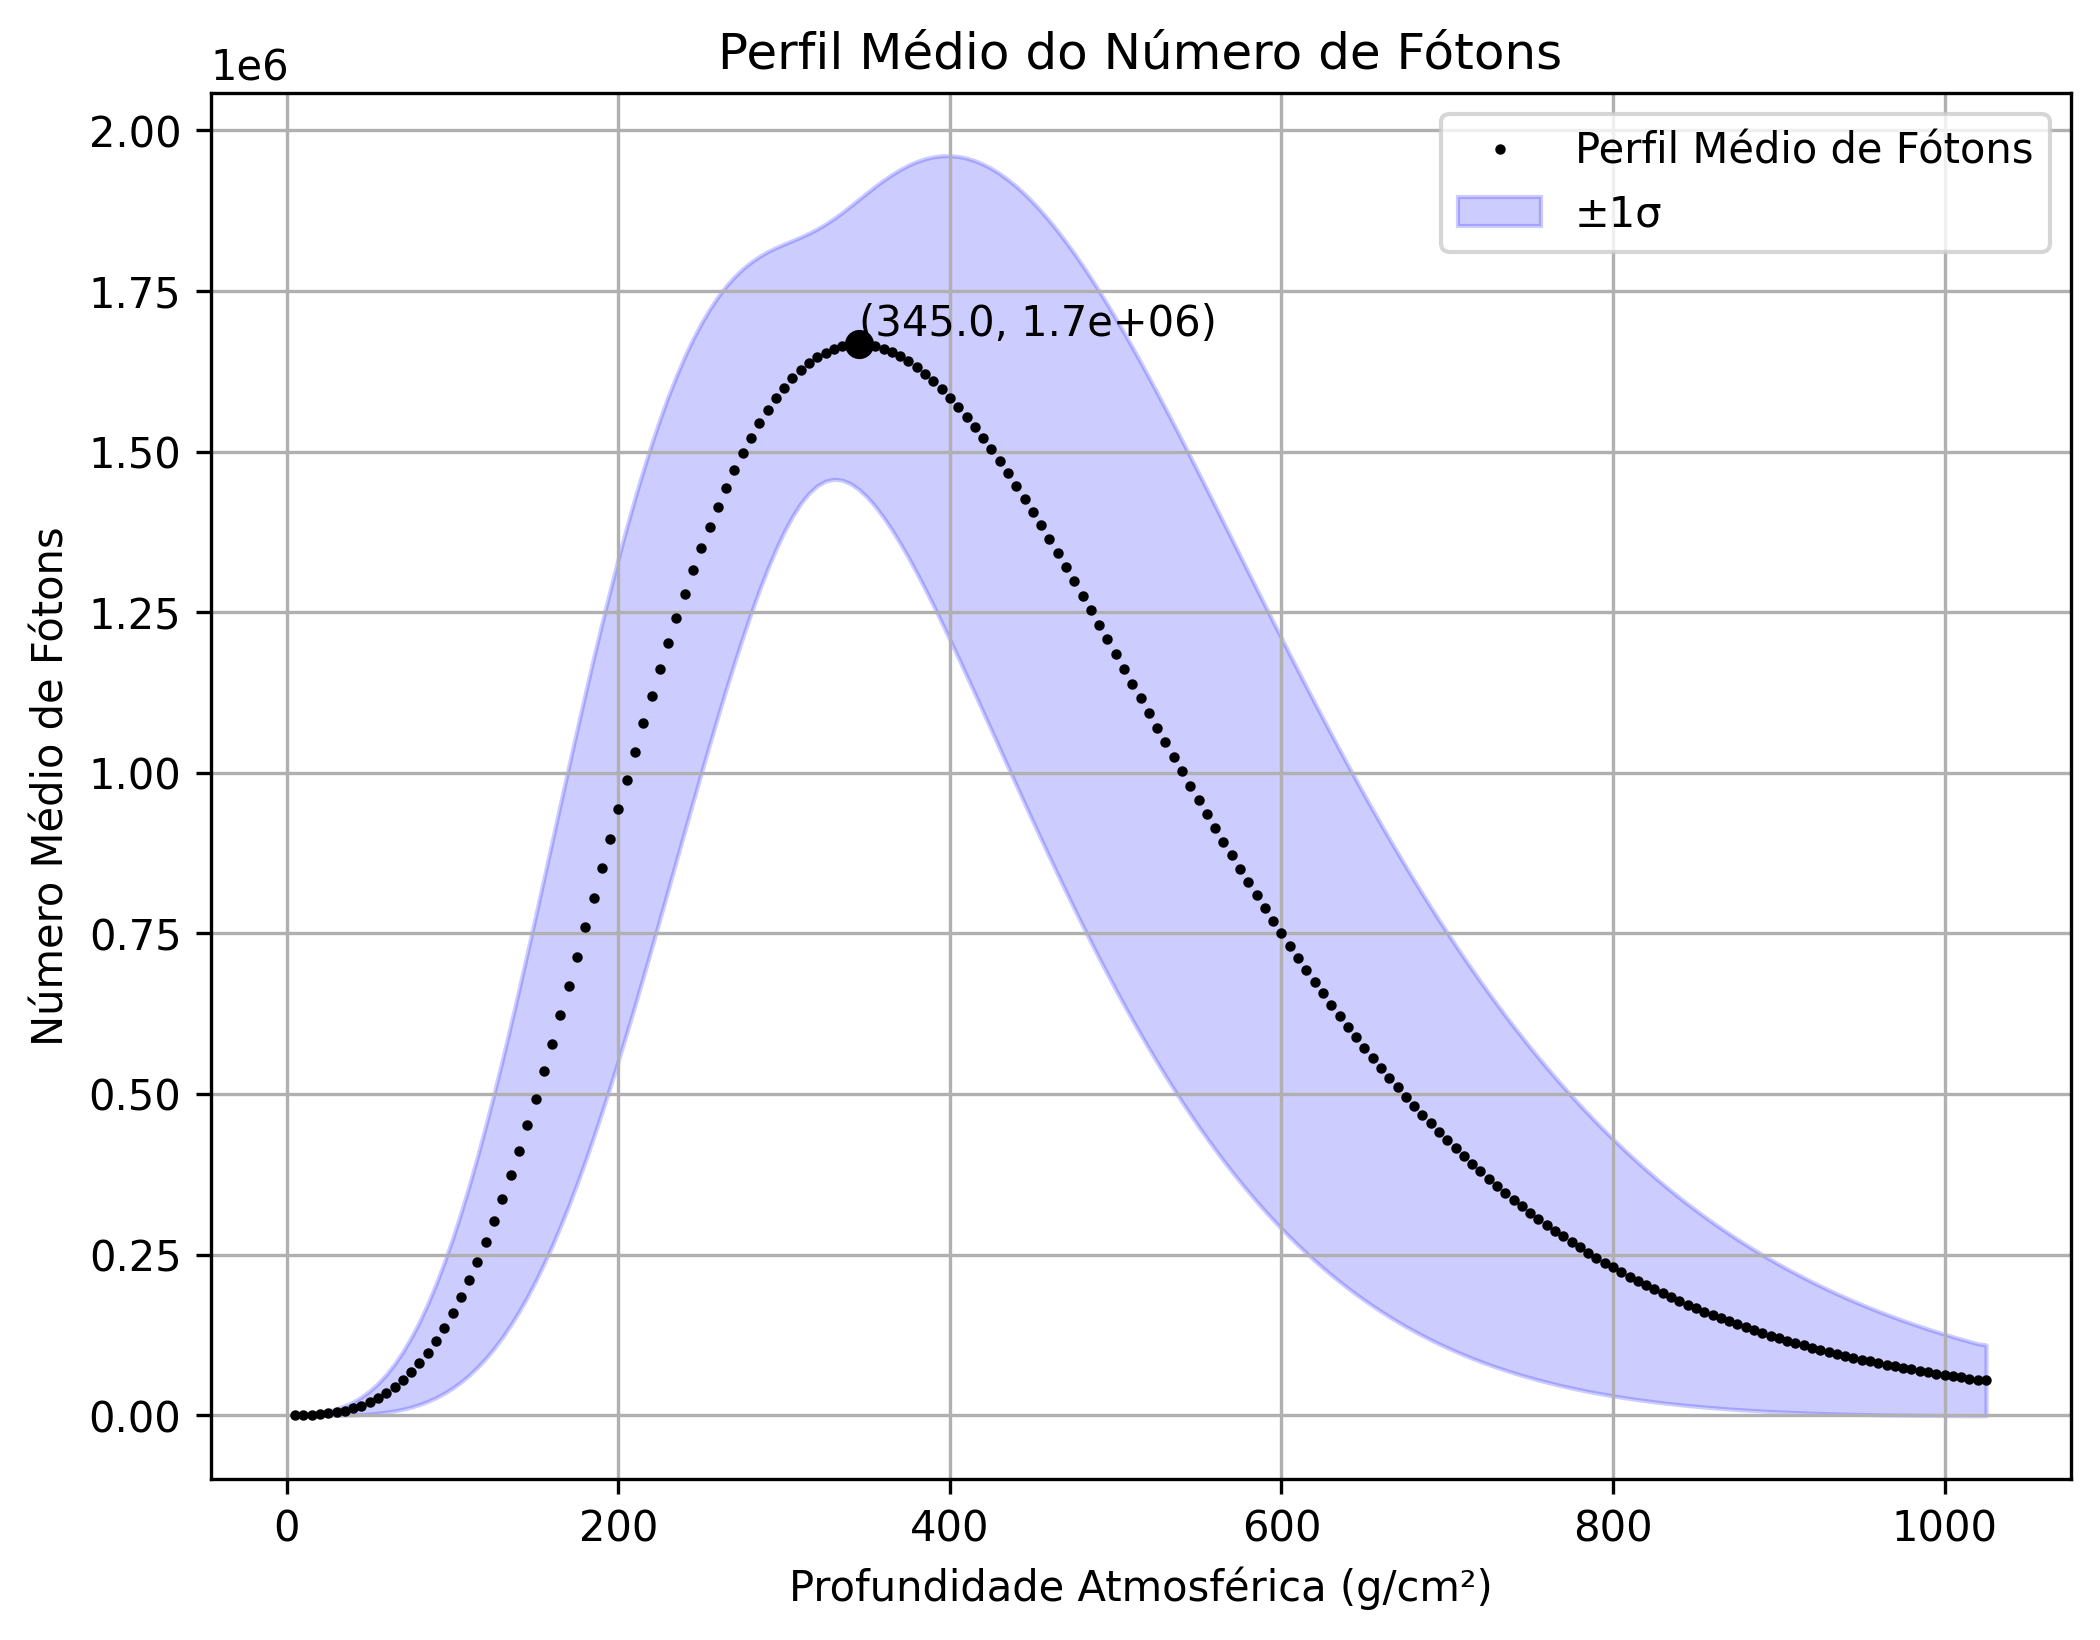 Perfil Médio do Número de Fótons
1e6
2.00
1.75
1.50
1.25
1.00
0.75
0.50
0.25
0.00
Número Médio de Fótons
Perfil Médio de Fótons
±1σ
(345.0, 1.7e+06)
0 200 400 600 800 1000
Profundidade Atmosférica (g/cm²)